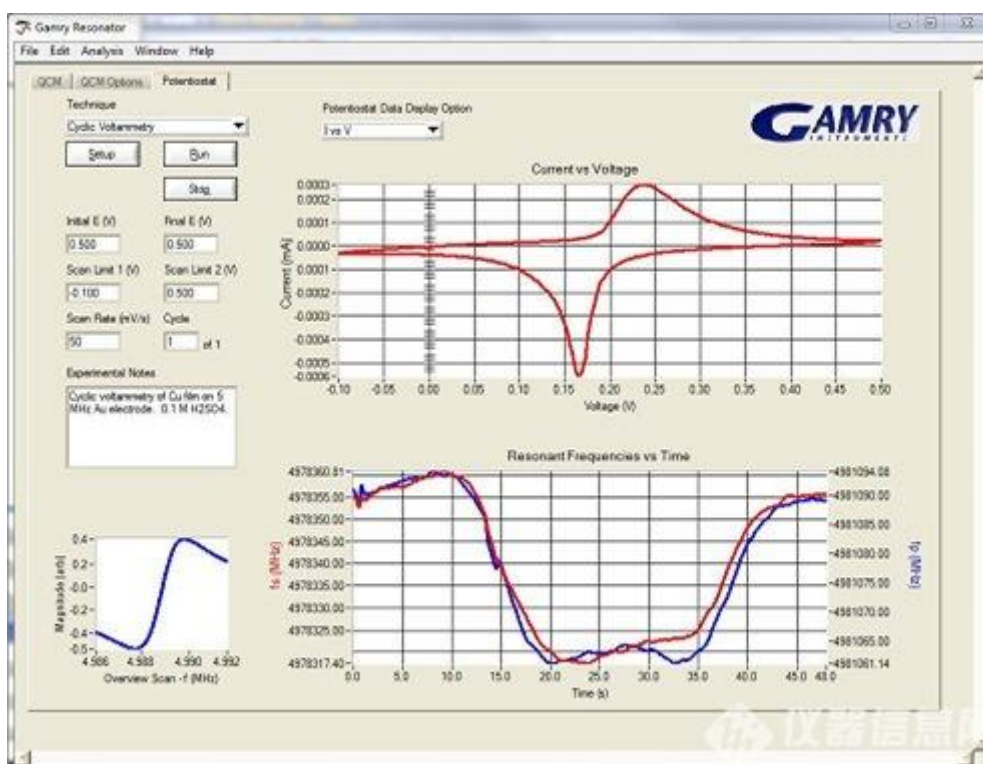 Gamry Resonator
File Edit Analysis Window Help
QCM QCM Options Potentiostat
Technique
Cyclic Voltammetry
Setup Run
Stop
Initial E (V) Final E (V)
0.500 0.500
Scan Limit 1 (V) Scan Limit 2 (V)
-0.100 0.500
Scan Rate (mV/s) Cycle
50 1 of 1
Experimental Notes
Cyclic voltammetry of Cu film on 5
MHz Au electrode. 0.1 M H2SO4.
Potentiostat Data Display Option
I vs V
GAMRY
INSTRUMENTS
Current vs Voltage
0.0003
0.0002
0.0001
0.0000
-0.0001
-0.0002
-0.0003
-0.0004
-0.0005
-0.0006
Current (mA)
-0.10 -0.05 0.00 0.05 0.10 0.15 0.20 0.25 0.30 0.35 0.40 0.45 0.50
Voltage (V)
Resonant Frequencies vs Time
4978360.81
4978355.00
4978350.00
4978345.00
4978340.00
4978335.00
4978330.00
4978325.00
4978317.40
fs (MHz)
4981094.08
4981090.00
4981085.00
4981080.00
4981075.00
4981070.00
4981065.00
4981061.14
fp (MHz)
0.0 5.0 10.0 15.0 20.0 25.0 30.0 35.0 40.0 45.0 48.0
Time (s)
0.4
0.2
-0.0
-0.2
-0.4
-0.5
Magnitude (arb)
4.986 4.988 4.990 4.992
Overview Scan - f (MHz)
仪器信息网